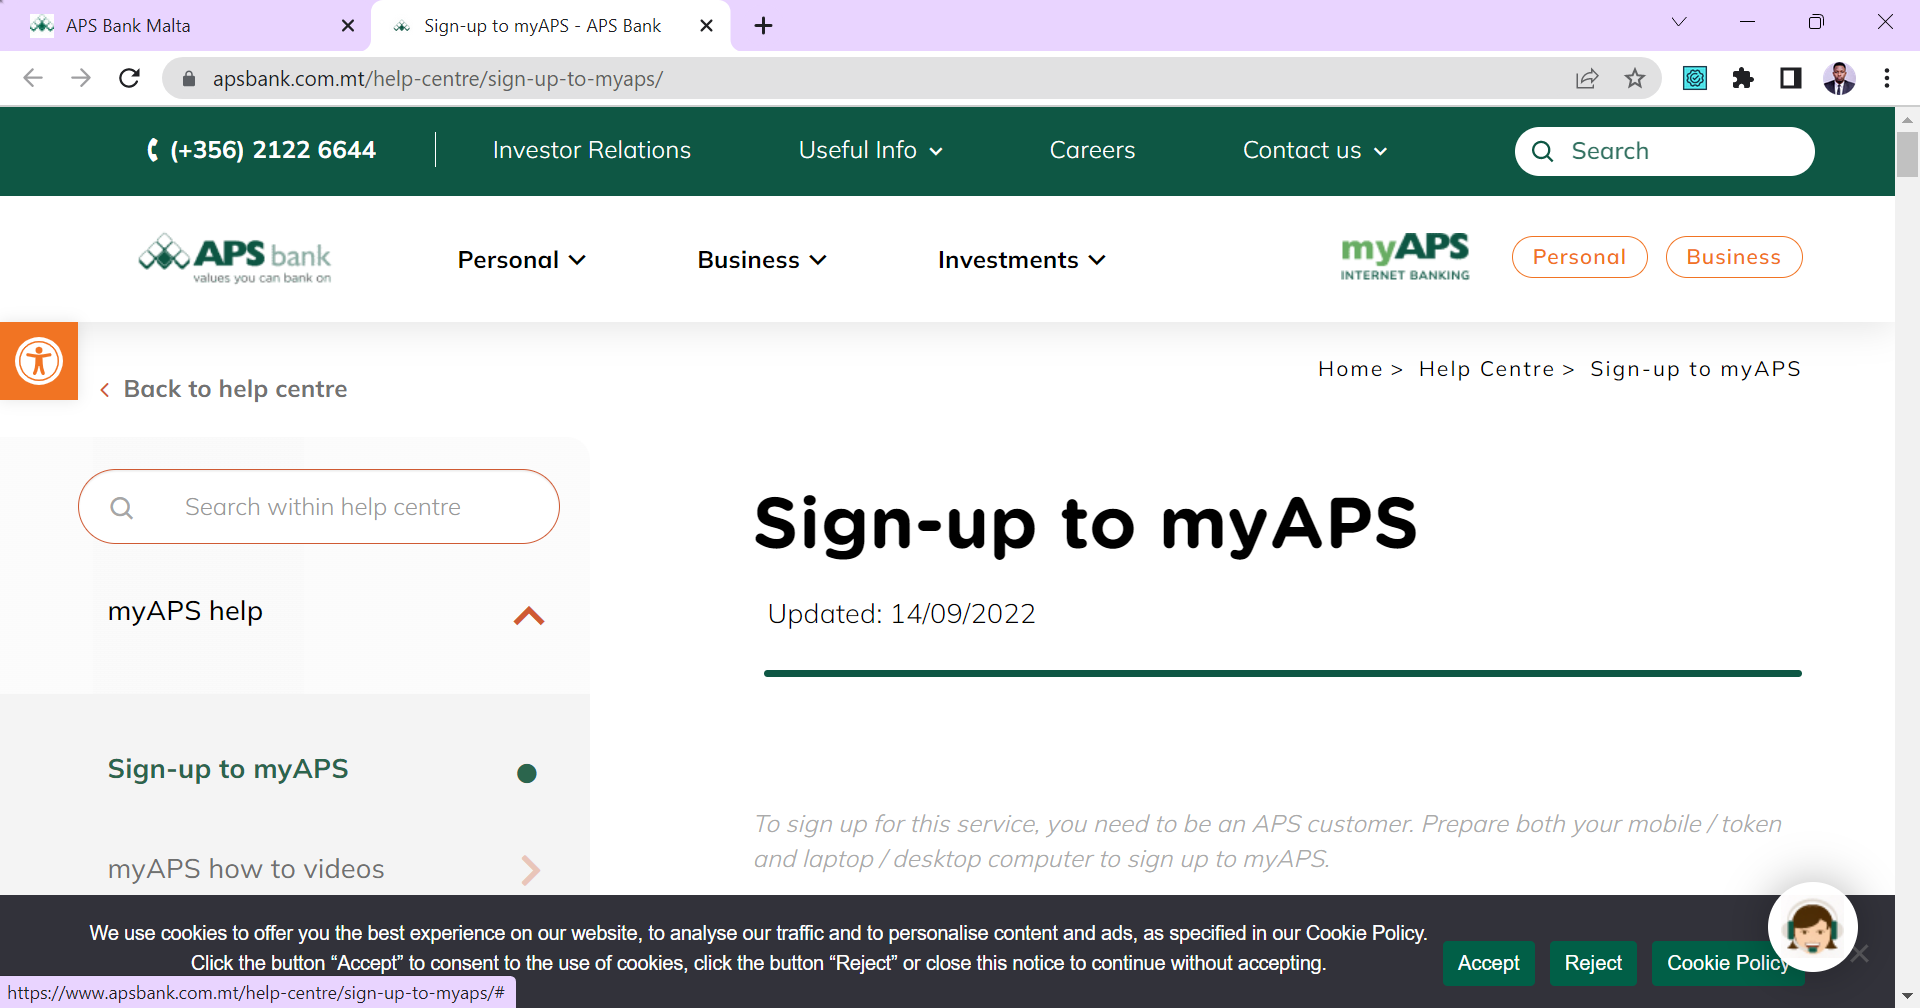 APS Bank Malta
Sign-up to myAPS - APS Bank
apsbank.com.mt/help-centre/sign-up-to-myaps/
(+356) 2122 6644
Investor Relations
Useful Info
Careers
Contact us
Search
APS bank
values you can bank on
Personal
Business
Investments
myAPS
INTERNET BANKING
Personal
Business
Back to help centre
Home > Help Centre > Sign-up to myAPS
Search within help centre
myAPS help
Sign-up to myAPS
myAPS how to videos
Sign-up to myAPS
Updated: 14/09/2022
To sign up for this service, you need to be an APS customer. Prepare both your mobile / token
and laptop / desktop computer to sign up to myAPS.
We use cookies to offer you the best experience on our website, to analyse our traffic and to personalise content and ads, as specified in our Cookie Policy.
Click the button “Accept” to consent to the use of cookies, click the button “Reject” or close this notice to continue without accepting.
Accept
Reject
Cookie Policy
https://www.apsbank.com.mt/help-centre/sign-up-to-myaps/#